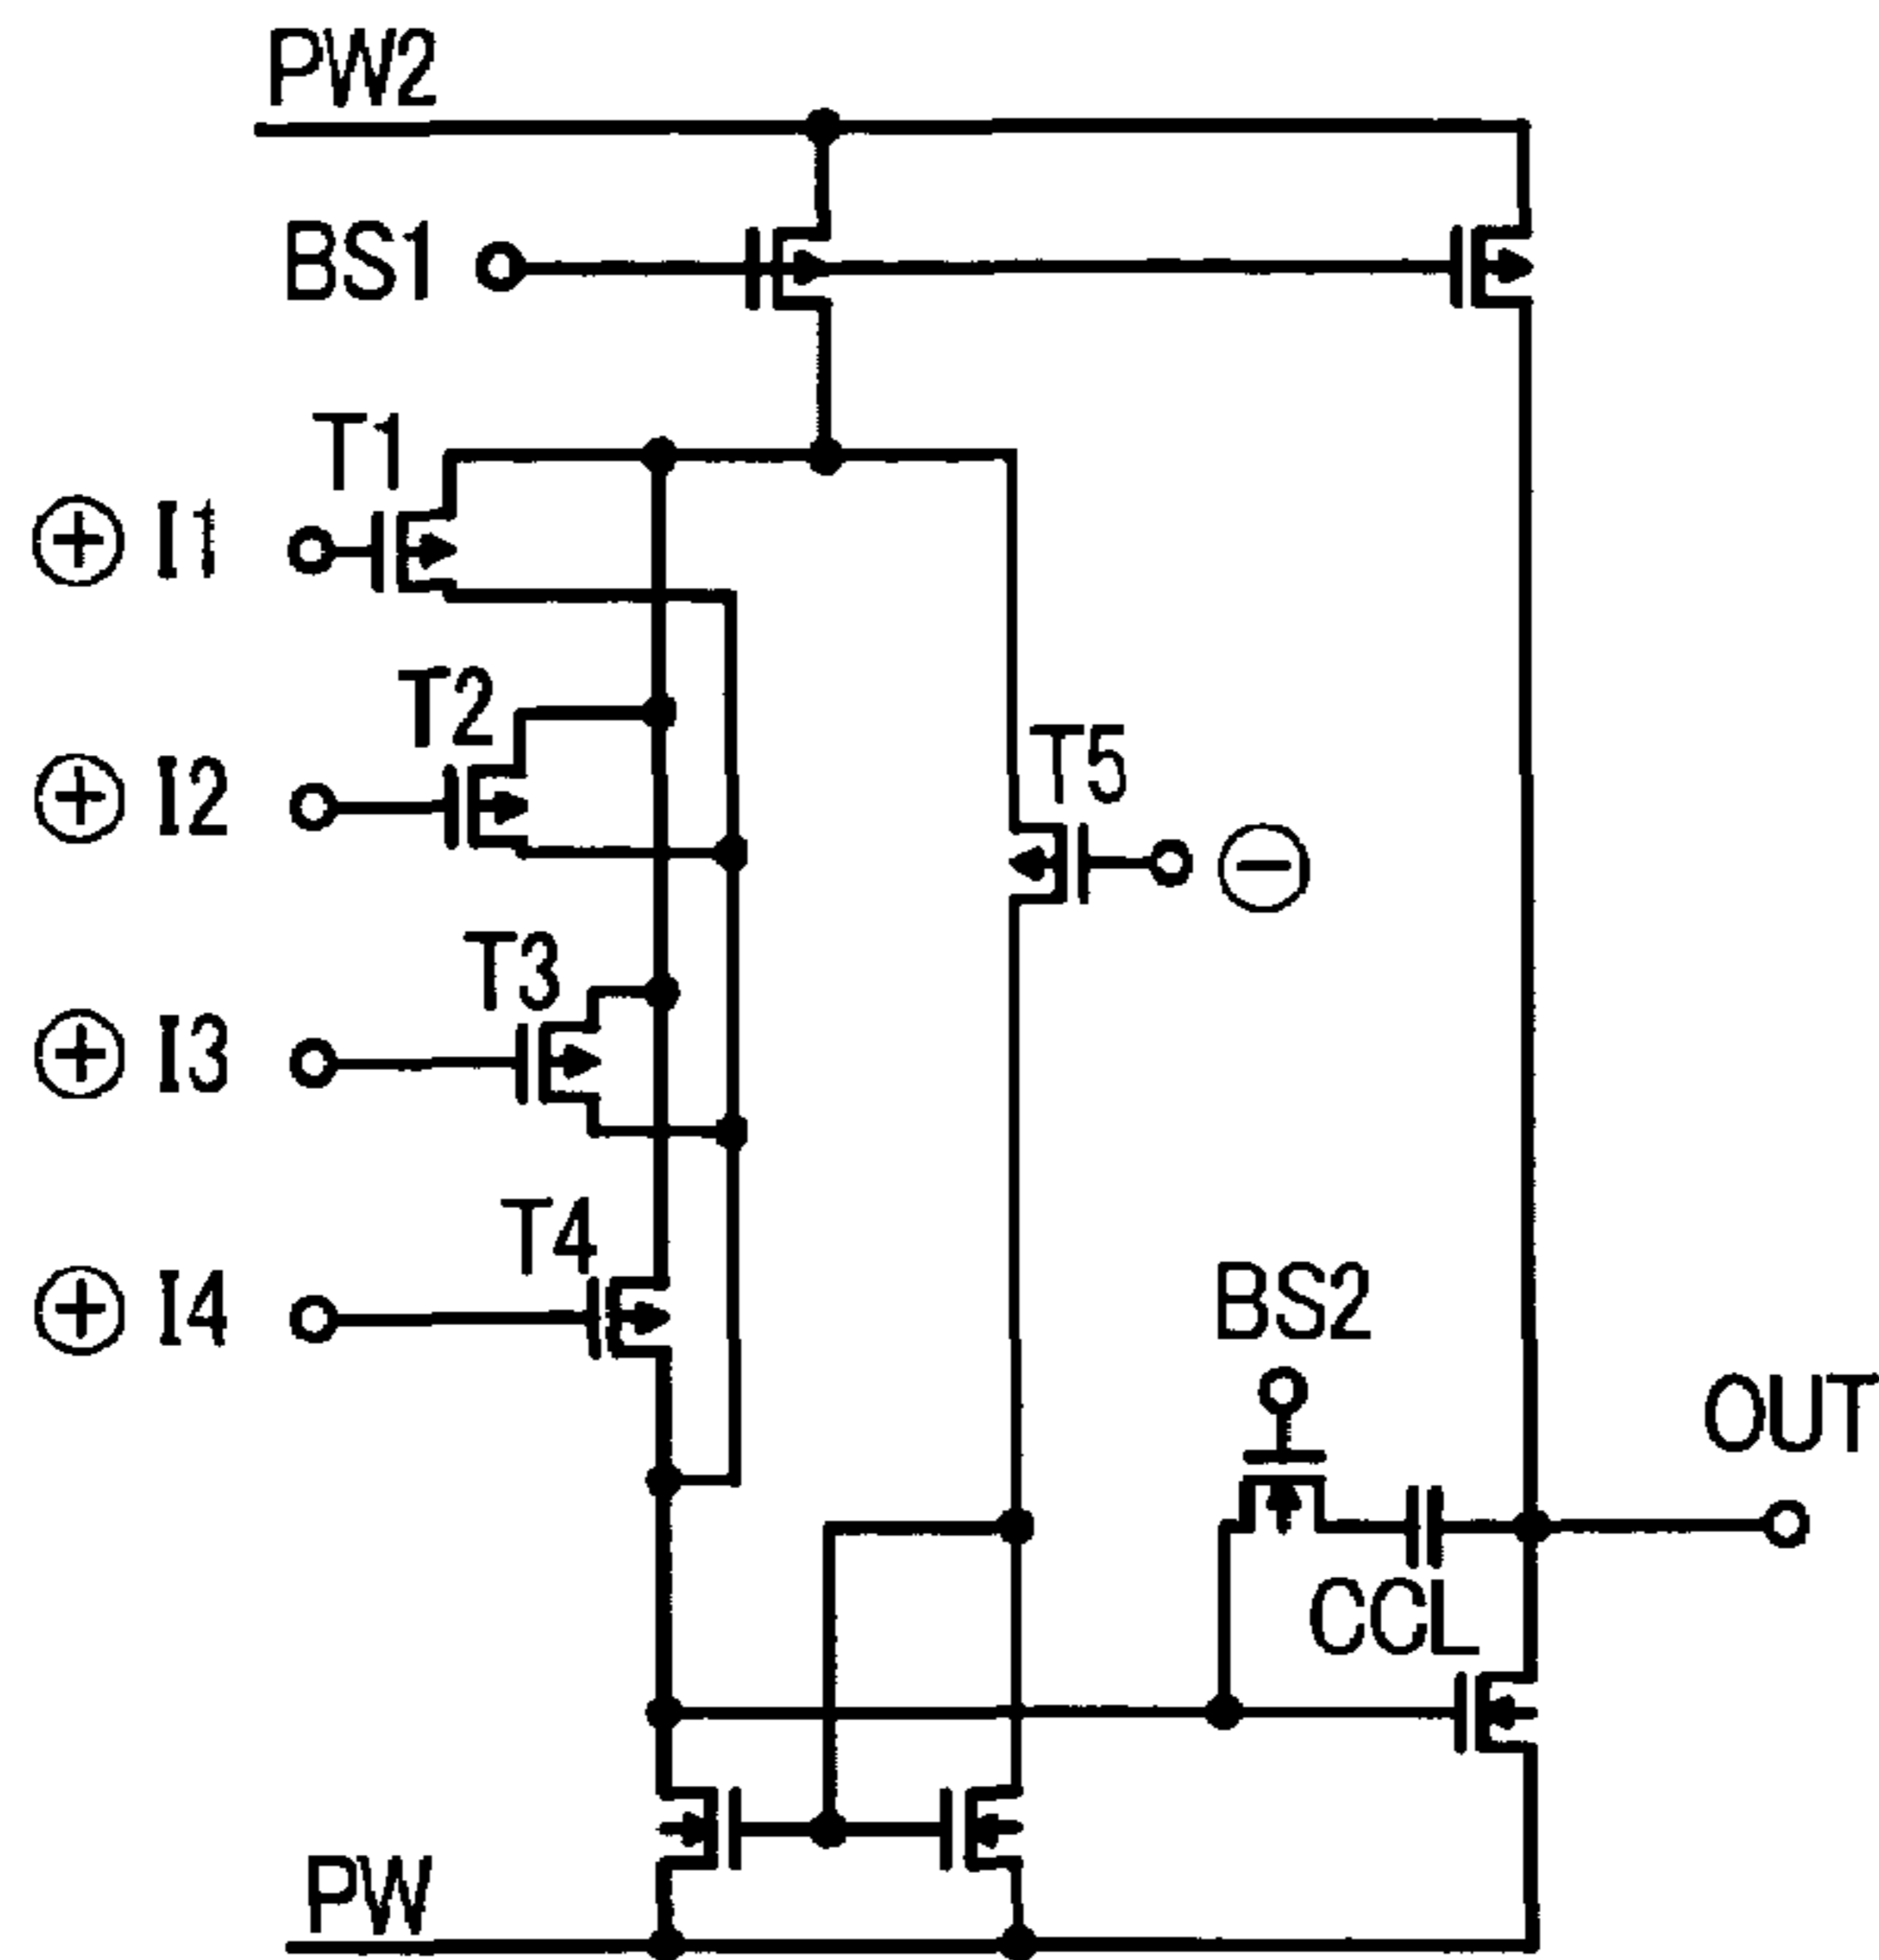 PW2
BS1
T1
⊕ I1
T2
⊕ I2
T5
⊖
T3
⊕ I3
T4
⊕ I4
BS2
OUT
CCL
PW